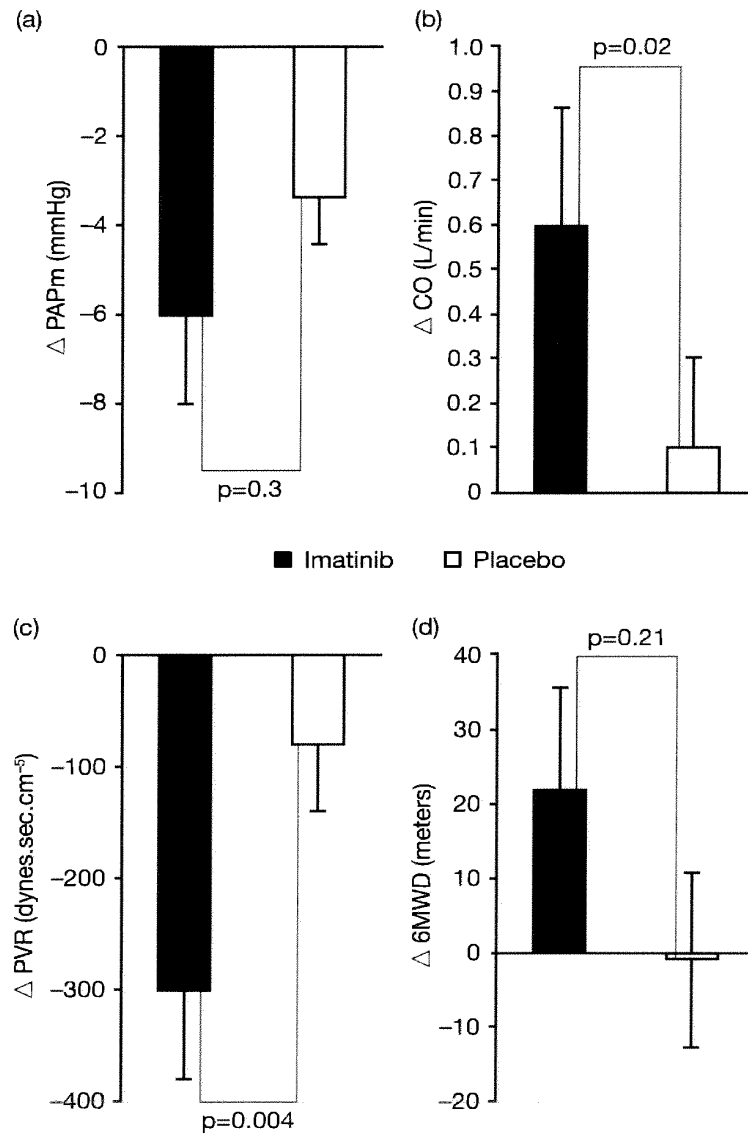 (a)
0
−2
−4
−6
−8
−10
△ PAPm (mmHg)
p=0.3
(b)
p=0.02
1.0
0.9
0.8
0.7
0.6
0.5
0.4
0.3
0.2
0.1
0
△ CO (L/min)
■ Imatinib □ Placebo
(c)
0
−100
−200
−300
−400
△ PVR (dynes.sec.cm⁻⁵)
p=0.004
(d)
p=0.21
40
30
20
10
0
−10
−20
△ 6MWD (meters)